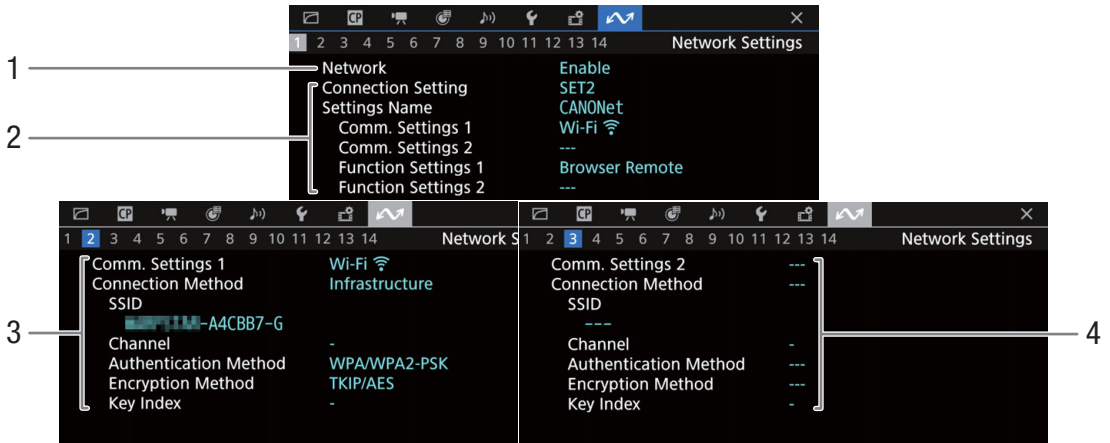 CP
1 2 3 4 5 6 7 8 9 10 11 12 13 14 Network Settings
1
Network Enable
2
Connection Setting SET2
Settings Name CANONet
Comm. Settings 1 Wi-Fi
Comm. Settings 2 ---
Function Settings 1 Browser Remote
Function Settings 2 ---
CP
1 2 3 4 5 6 7 8 9 10 11 12 13 14 Network S
3
Comm. Settings 1 Wi-Fi
Connection Method Infrastructure
SSID
-A4CBB7-G
Channel -
Authentication Method WPA/WPA2-PSK
Encryption Method TKIP/AES
Key Index -
CP
1 2 3 4 5 6 7 8 9 10 11 12 13 14 Network Settings
4
Comm. Settings 2 ---
Connection Method ---
SSID
---
Channel -
Authentication Method ---
Encryption Method ---
Key Index -